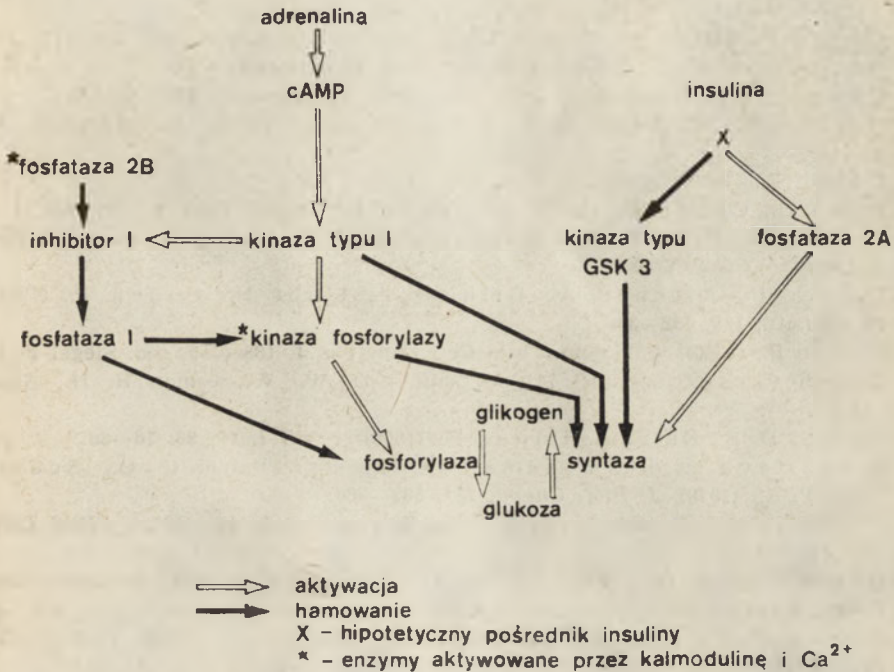 adrenalina
cAMP
insulina
X
*fosfataza 2B
inhibitor I
kinaza typu I
kinaza typu
GSK 3
fosfataza 2A
fosfataza I
*kinaza fosforylazy
glikogen
fosforylaza
syntaza
glukoza
aktywacja
hamowanie
X - hipotetyczny pośrednik insuliny
* - enzymy aktywowane przez kalmodulinę i Ca²⁺